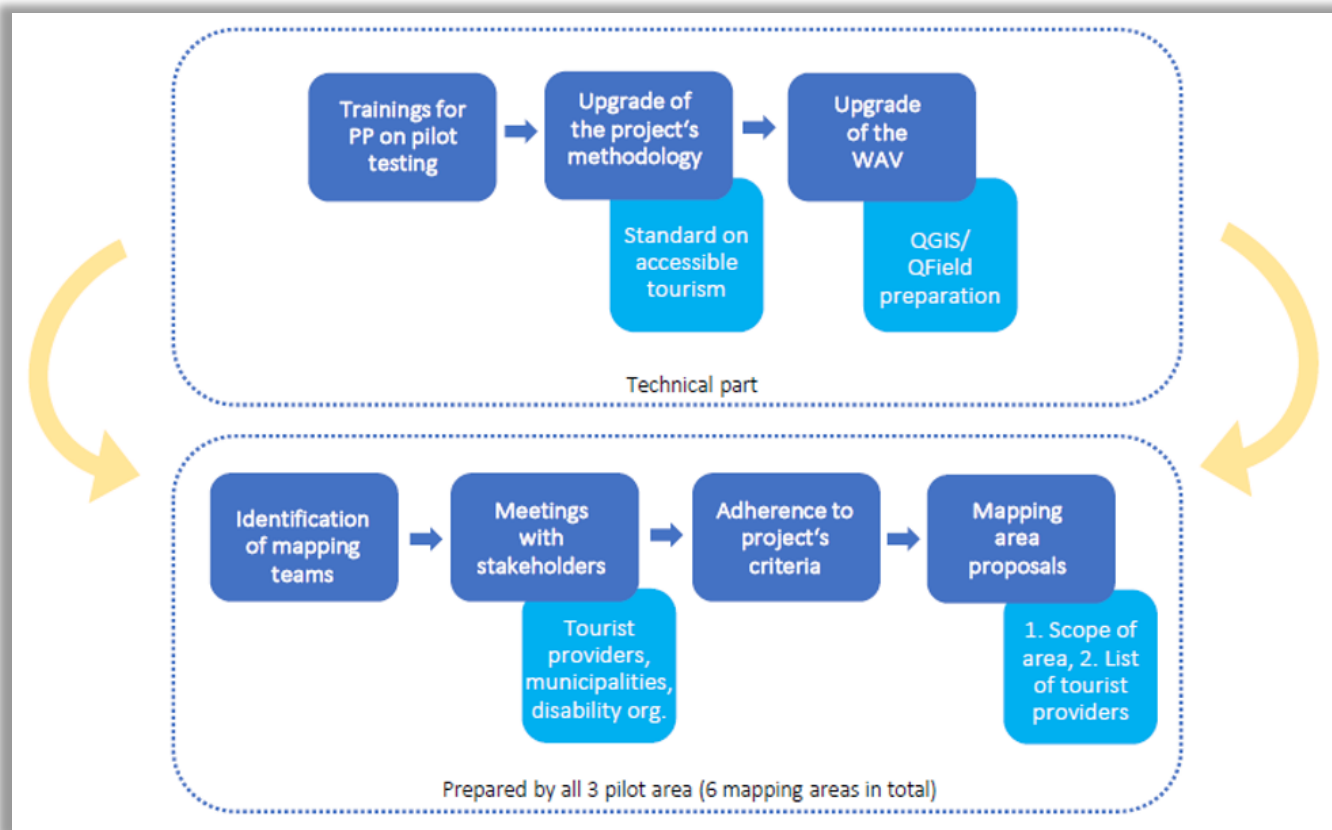 Trainings for
PP on pilot
testing
Upgrade of
the project's
methodology
Upgrade
of the
WAV
Standard on
accessible
tourism
QGIS/
QField
preparation
Technical part
Identification
of mapping
teams
Meetings
with
stakeholders
Adherence to
project's
criteria
Mapping
area
proposals
Tourist
providers,
municipalities,
disability org.
1. Scope of
area, 2. List
of tourist
providers
Prepared by all 3 pilot area (6 mapping areas in total)